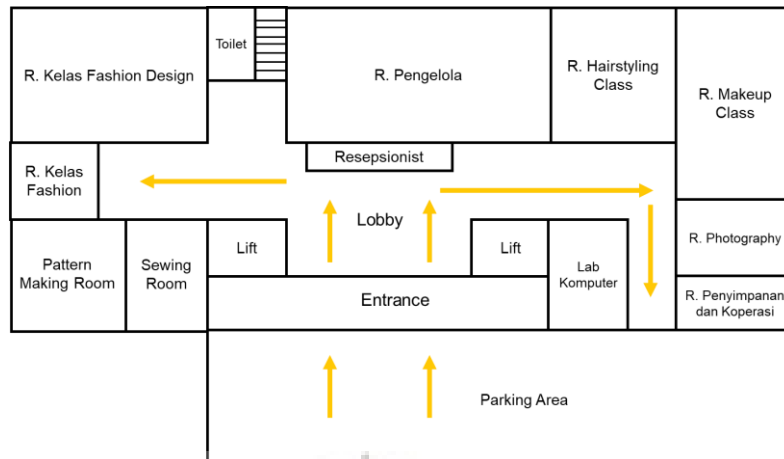 Toilet
R. Kelas Fashion Design
R. Pengelola
R. Hairstyling
Class
R. Makeup
Class
Resepsionist
R. Kelas
Fashion
Lobby
Lift
Lift
Pattern
Making Room
Sewing
Room
Lab
Komputer
R. Photography
Entrance
R. Penyimpanan
dan Koperasi
Parking Area